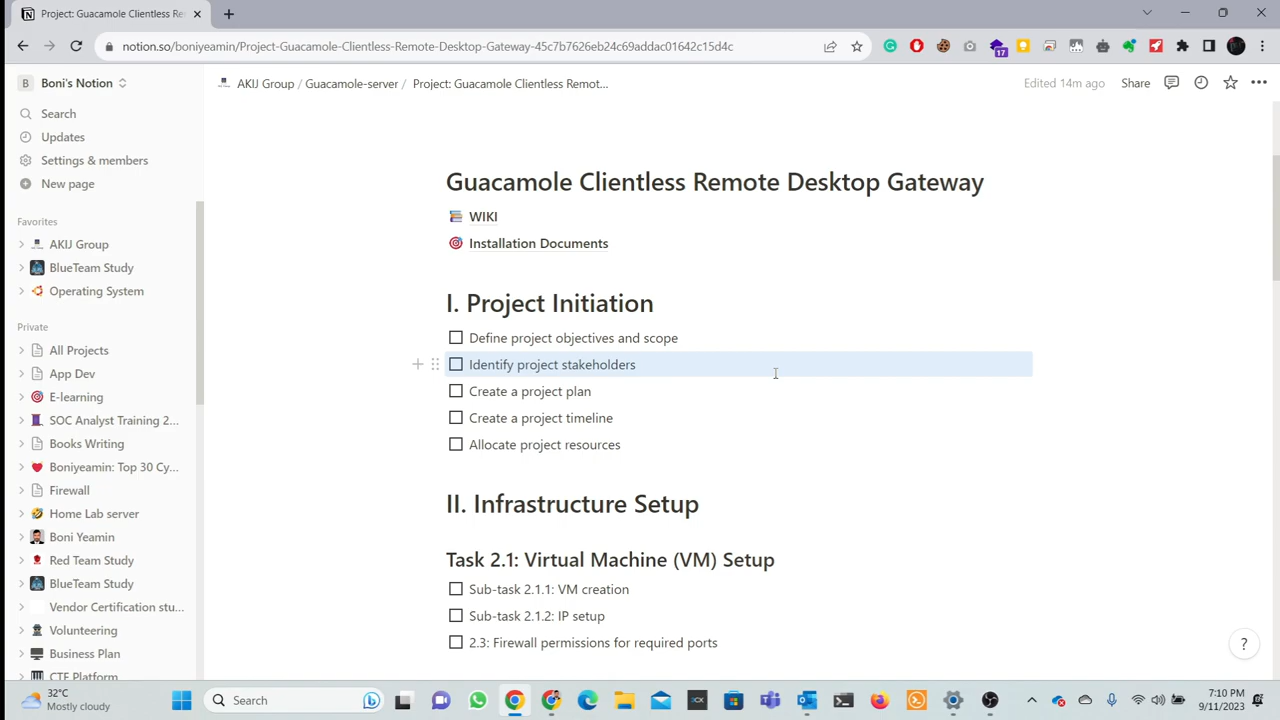 Project: Guacamole Clientless Re
notion.so/boniyeamin/Project-Guacamole-Clientless-Remote-Desktop-Gateway-45c7b7626eb24c69addac01642c15d4c
17
B Boni's Notion
AKIJ Group / Guacamole-server / Project: Guacamole Clientless Remot...
Edited 14m ago
Share
Search
Updates
Settings & members
New page
Favorites
AKIJ Group
BlueTeam Study
Operating System
Private
All Projects
App Dev
E-learning
SOC Analyst Training 2...
Books Writing
Boniyeamin: Top 30 Cy...
Firewall
Home Lab server
Boni Yeamin
Red Team Study
BlueTeam Study
Vendor Certification stu...
Volunteering
Business Plan
CTF Platform
Guacamole Clientless Remote Desktop Gateway
WIKI
Installation Documents
I. Project Initiation
Define project objectives and scope
Identify project stakeholders
Create a project plan
Create a project timeline
Allocate project resources
II. Infrastructure Setup
Task 2.1: Virtual Machine (VM) Setup
Sub-task 2.1.1: VM creation
Sub-task 2.1.2: IP setup
2.3: Firewall permissions for required ports
?
32°C
Mostly cloudy
Search
7:10 PM
9/11/2023